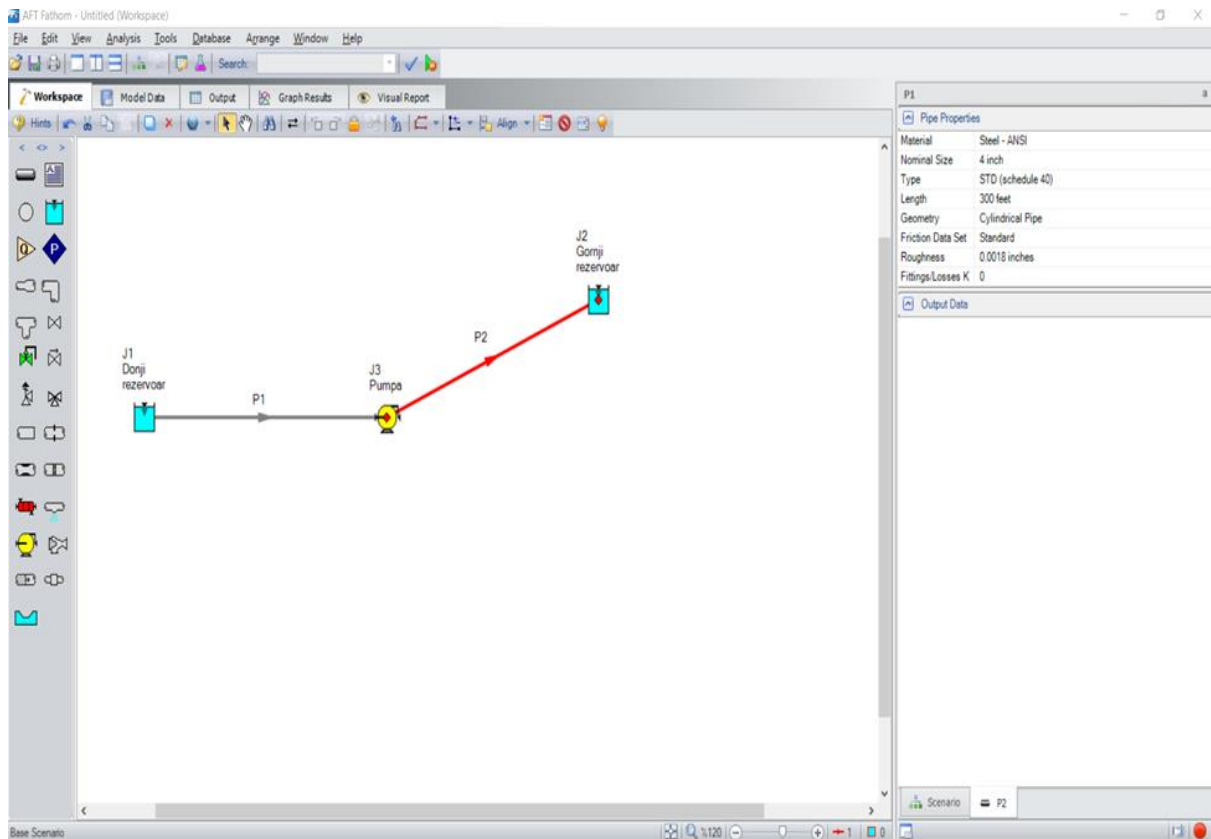 AFT Fathom - Untitled (Workspace)
File Edit View Analysis Tools Database Arrange Window Help
Search:
Workspace Model Data Output Graph Results Visual Report
Hints Align
P1
Pipe Properties
Material Steel - ANSI
Nominal Size 4 inch
Type STD (schedule 40)
Length 300 feet
Geometry Cylindrical Pipe
Friction Data Set Standard
Roughness 0.0018 inches
Fittings/Losses K 0
Output Data
J2
Gornji
rezervoar
P2
J1
Donji
rezervoar
P1
J3
Pumpa
Q
P
Scenario P2
Base Scenario %120 1 0